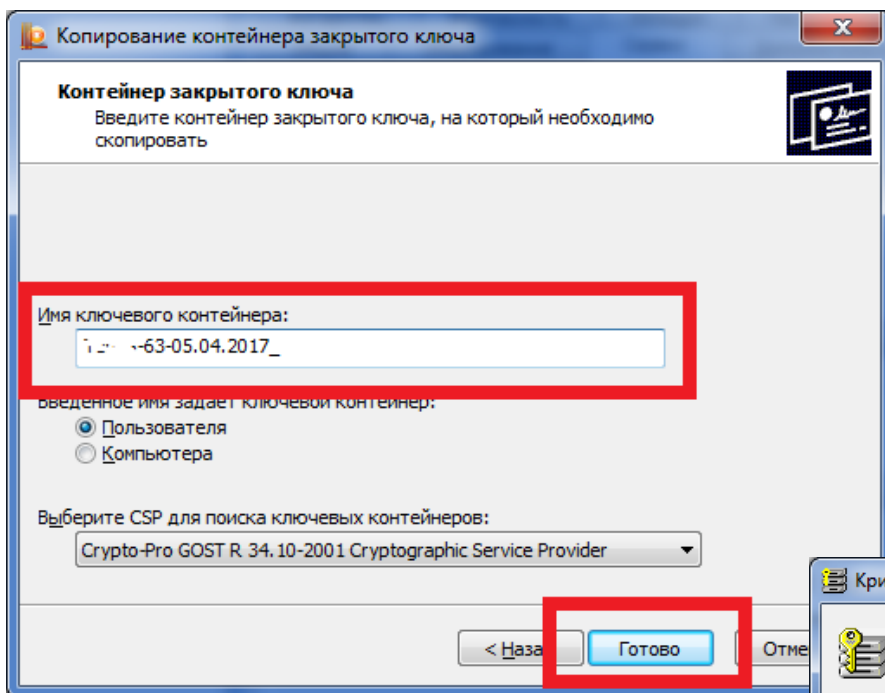 Копирование контейнера закрытого ключа
Контейнер закрытого ключа
Введите контейнер закрытого ключа, на который необходимо
скопировать
Имя ключевого контейнера:
-63-05.04.2017_
Введенное имя задает ключевой контейнер:
Пользователя
Компьютера
Выберите CSP для поиска ключевых контейнеров:
Crypto-Pro GOST R 34.10-2001 Cryptographic Service Provider
Кри
< Наза
Готово
Отме